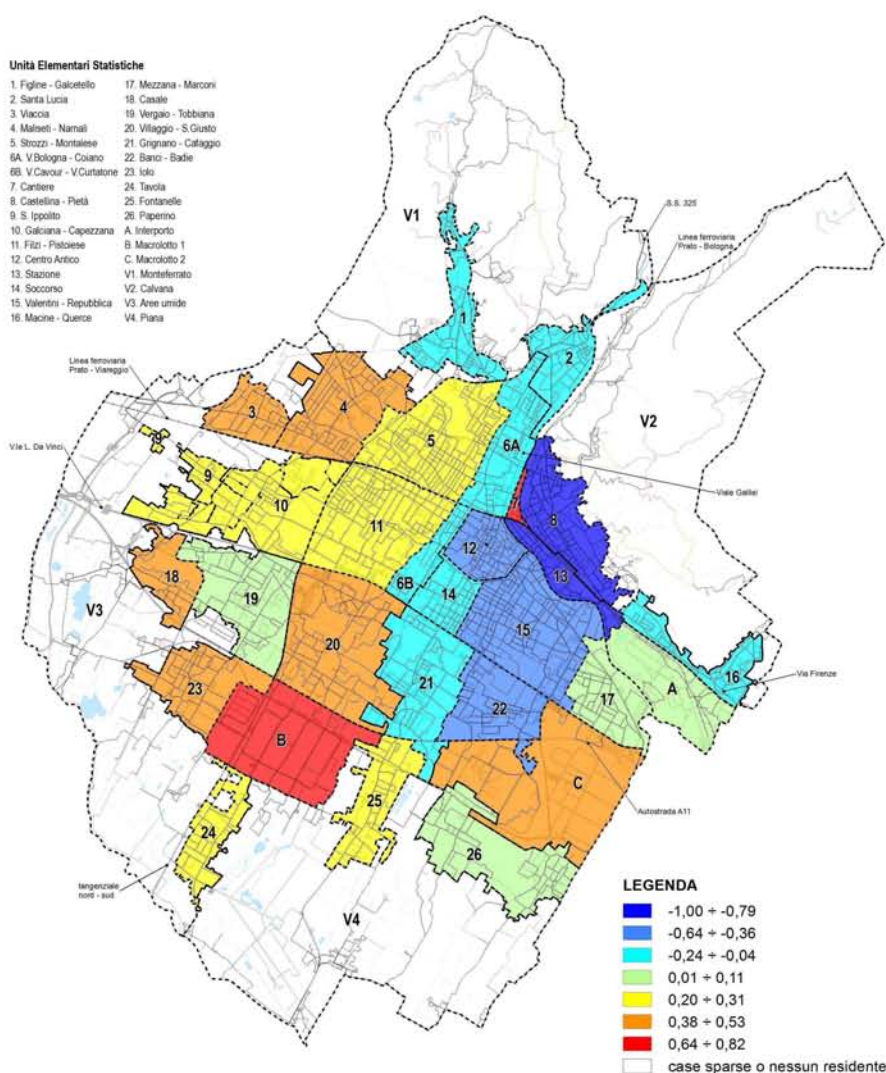 Unità Elementari Statistiche
1. Figline - Galcetello
2. Santa Lucia
3. Viaccia
4. Maliseti - Narnali
5. Strozzi - Montalese
6A. V.Bologna - Coiano
6B. V.Cavour - V.Curtatone
7. Cantiere
8. Castellina - Pietà
9. S. Ippolito
10. Galciana - Capezzana
11. Filzi - Pistoiese
12. Centro Antico
13. Stazione
14. Soccorso
15. Valentini - Repubblica
16. Macine - Querce
17. Mezzana - Marconi
18. Casale
19. Vergaio - Tobbiana
20. Villaggio - S.Giusto
21. Grignano - Cafaggio
22. Banci - Badie
23. Iolo
24. Tavola
25. Fontanelle
26. Paperino
A. Interporto
B. Macrolotto 1
C. Macrolotto 2
V1. Monteferrato
V2. Calvana
V3. Aree umide
V4. Piana
V1
S.S. 325
Linea ferroviaria
Prato - Bologna
1
2
Linea ferroviaria
Prato - Viareggio
3
4
V2
5
6A
9
V.le L. Da Vinci
Viale Galilei
9
10
8
11
12
13
18
6B
14
19
V3
15
20
16
A
21
17
Via Firenze
23
22
B
C
25
Autostrada A11
24
26
tangenziale
nord - sud
V4
LEGENDA
-1,00 ÷ -0,79
-0,64 ÷ -0,36
-0,24 ÷ -0,04
0,01 ÷ 0,11
0,20 ÷ 0,31
0,38 ÷ 0,53
0,64 ÷ 0,82
case sparse o nessun residente